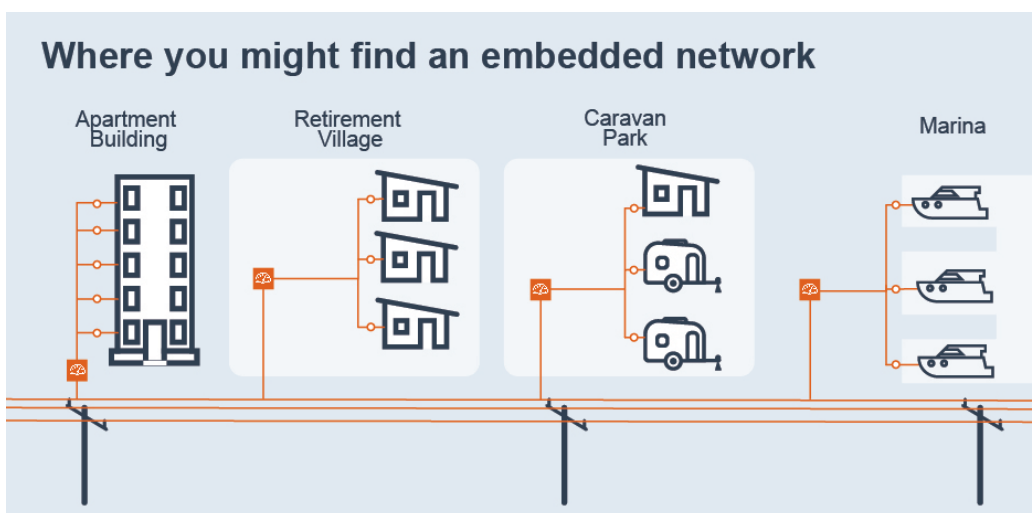 Where you might find an embedded network
Apartment
Building
Retirement
Village
Caravan
Park
Marina